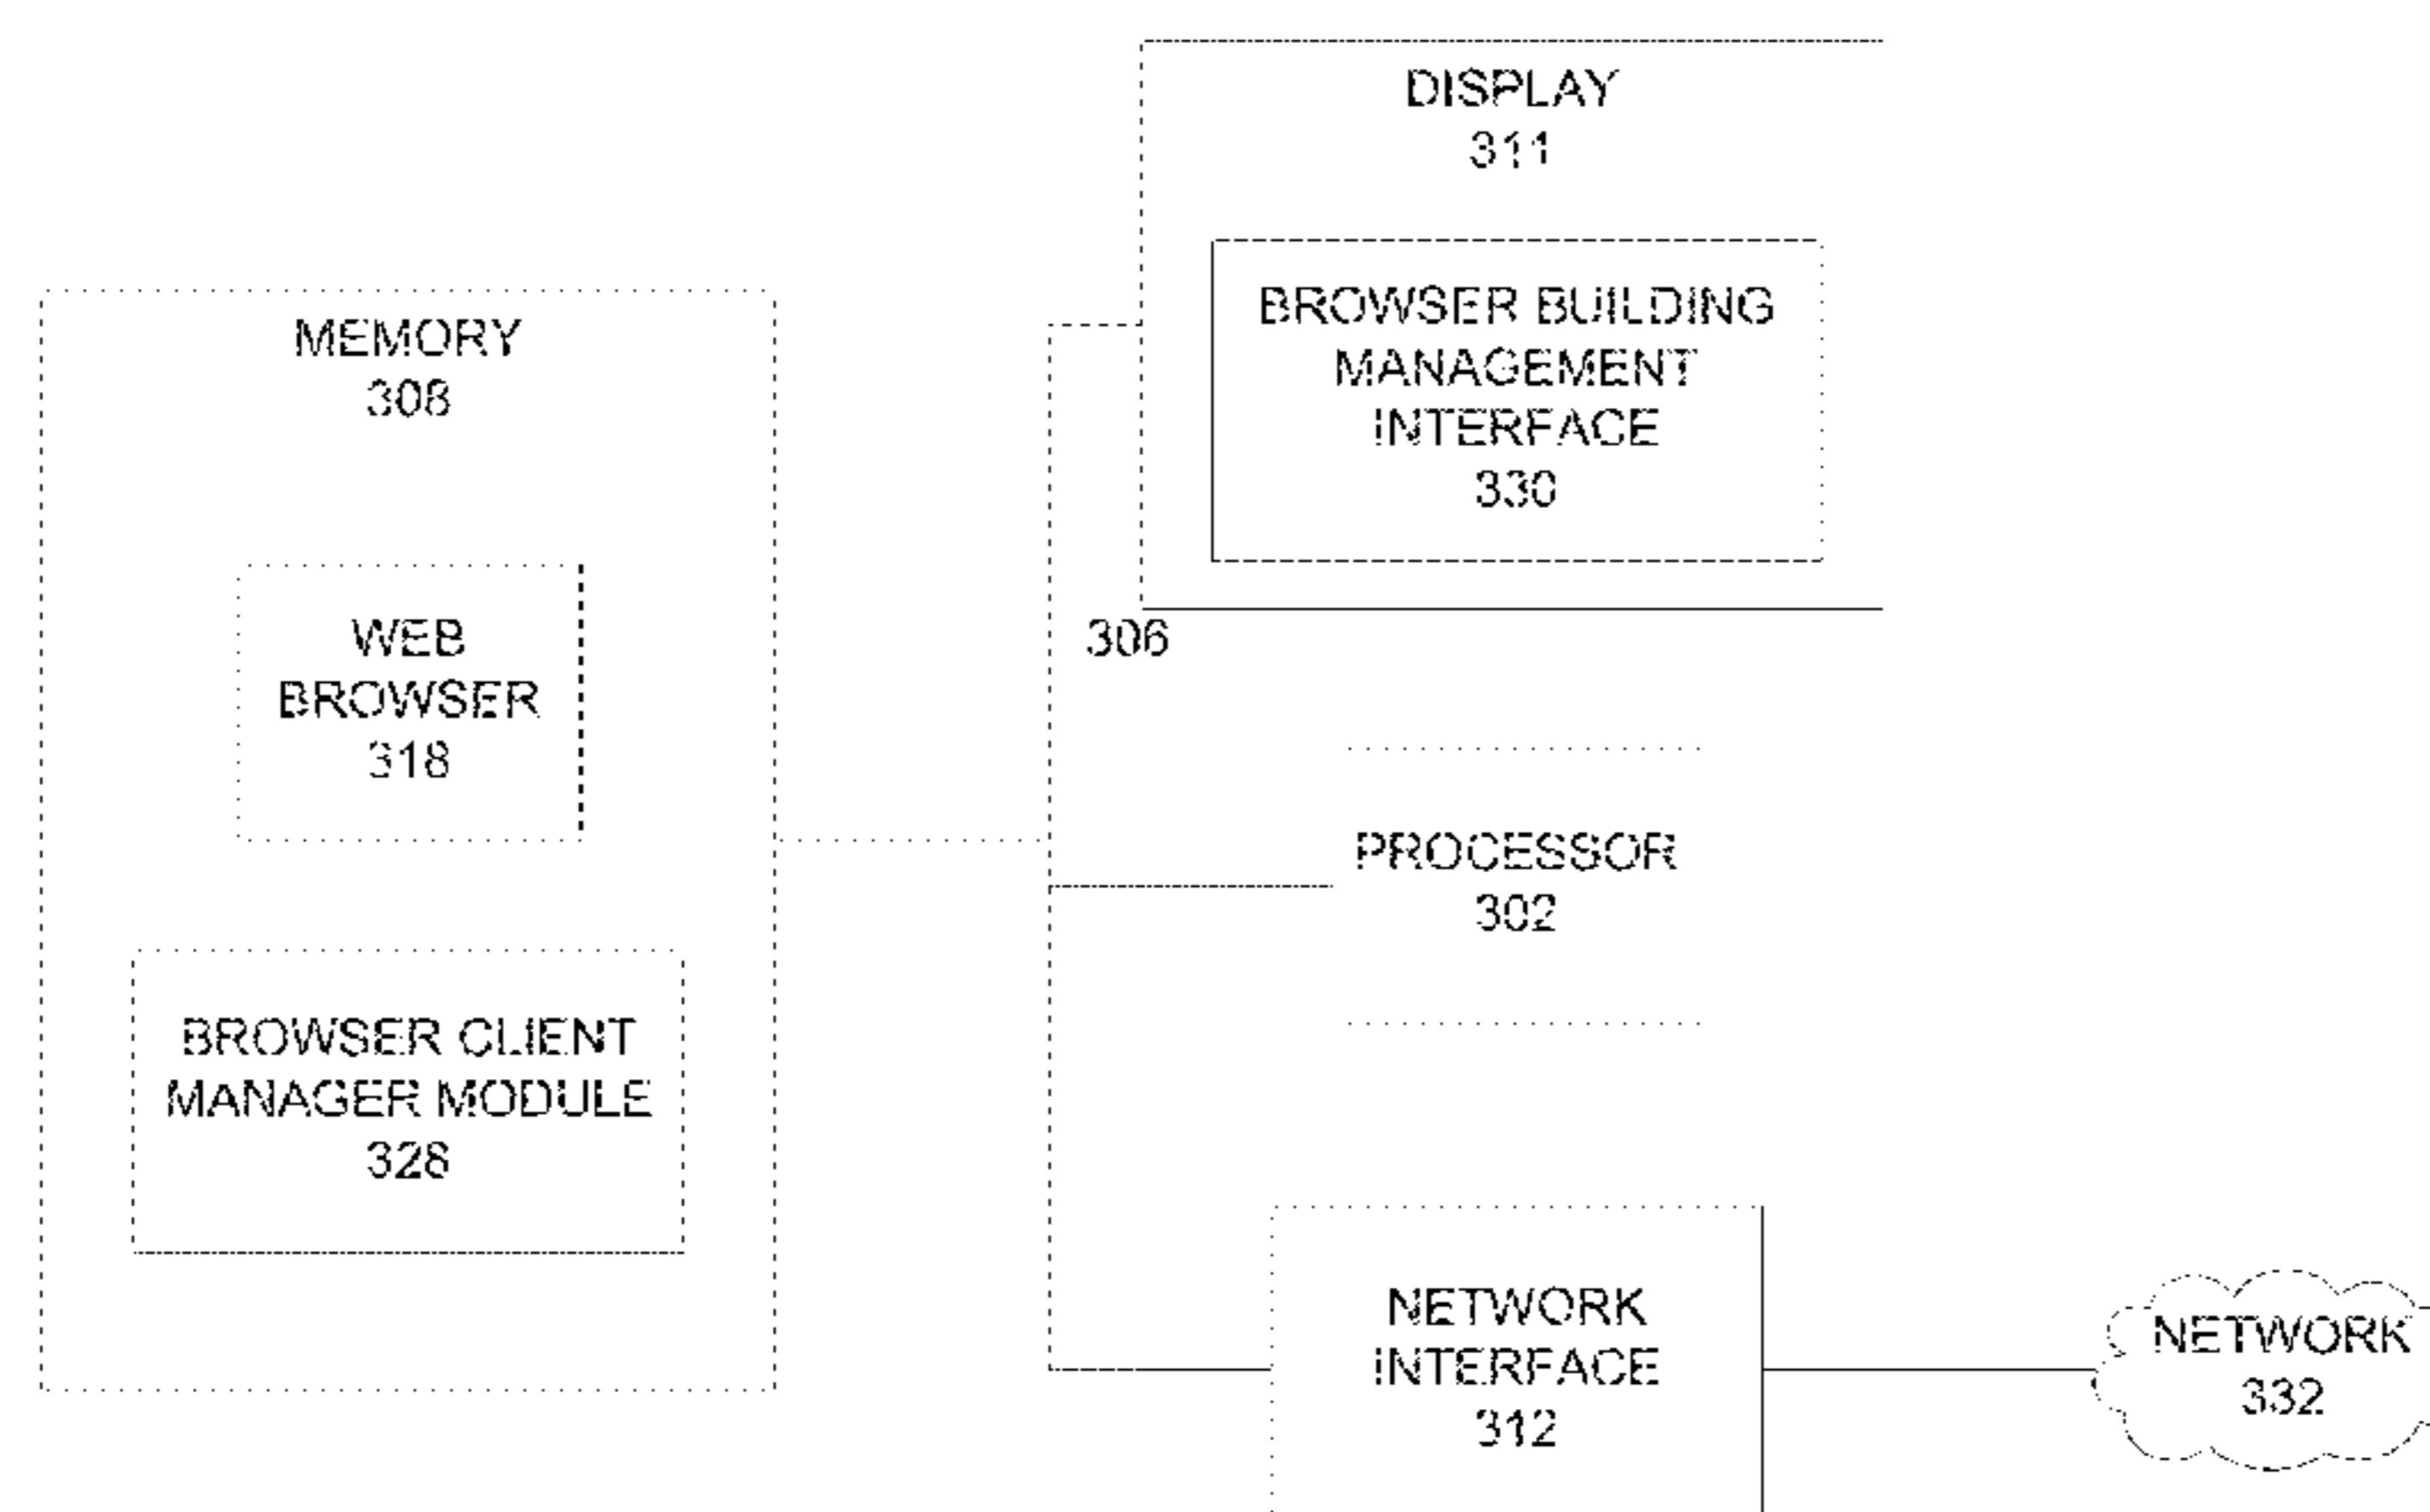 DISPLAY
311
BROWSER BUILDING
MANAGEMENT
INTERFACE
330
MEMORY
308
WEB
BROWSER
318
BROWSER CLIENT
MANAGER MODULE
328
306
PROCESSOR
302
NETWORK
INTERFACE
312
NETWORK
332